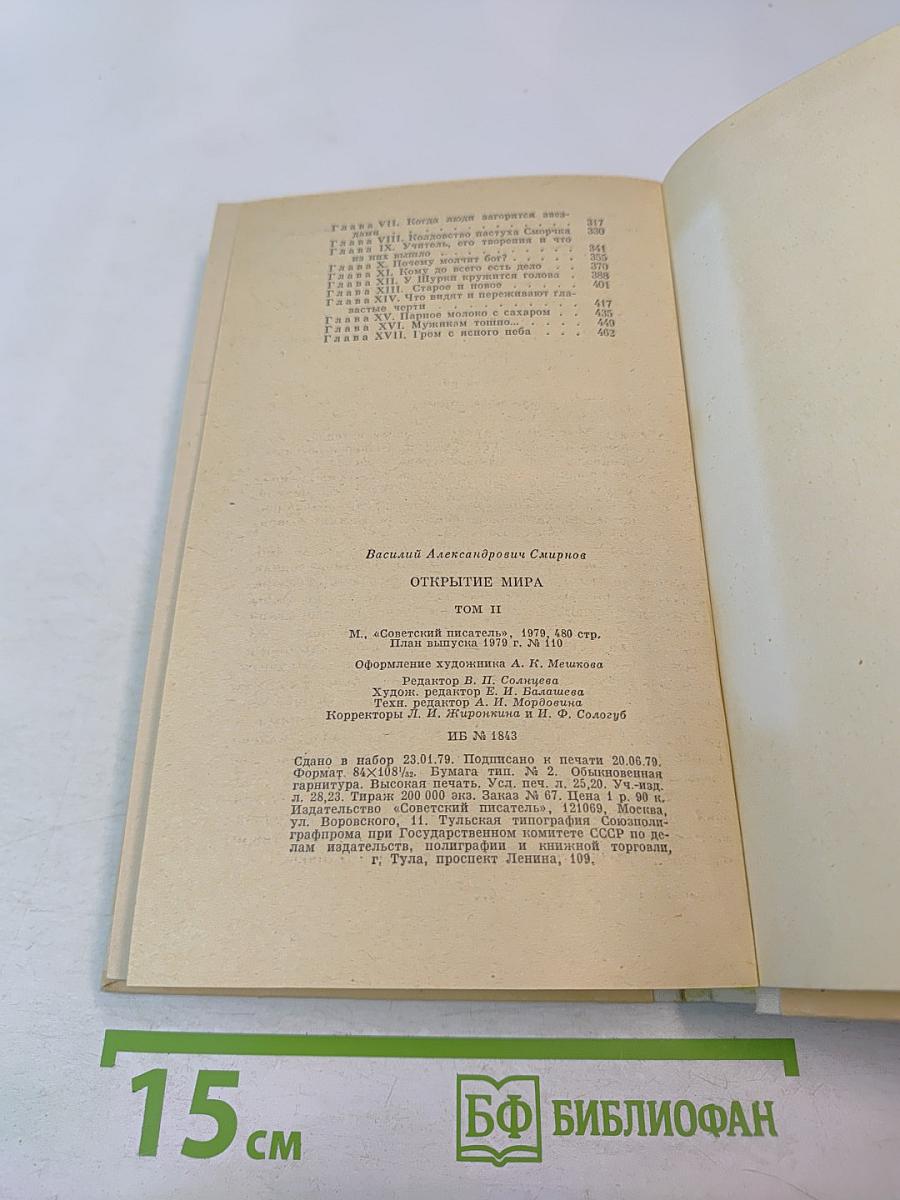 Глава VII. Когда люди загорятся звез-
дами . . . . . . . . . . . 317
Глава VIII. Колдовство пастуха Сморчка 330
Глава IX. Учитель, его творения и что
из них вышло . . . . . . . . . 341
Глава X. Почему молчит бог? . . . . . 355
Глава XI. Кому до всего есть дело . . 370
Глава XII. У Шурки кружится голова . 388
Глава XIII. Старое и новое . . . . . 401
Глава XIV. Что видят и переживают гла-
вастые черти . . . . . . . . . 417
Глава XV. Парное молоко с сахаром . . 435
Глава XVI. Мужикам тошно... . . . . 449
Глава XVII. Гром с ясного неба . . . 462
Василий Александрович Смирнов
ОТКРЫТИЕ МИРА
ТОМ II
М., «Советский писатель», 1979, 480 стр.
План выпуска 1979 г. № 110
Оформление художника А. К. Мешкова
Редактор В. П. Солнцева
Худож. редактор Е. И. Балашева
Техн. редактор А. И. Мордовина
Корректоры Л. И. Жиронкина и И. Ф. Сологуб
ИБ № 1843
Сдано в набор 23.01.79. Подписано к печати 20.06.79.
Формат 84×108¹/₃₂. Бумага тип. № 2. Обыкновенная
гарнитура. Высокая печать. Усл. печ. л. 25,20. Уч.-изд.
л. 28,23. Тираж 200 000 экз. Заказ № 67. Цена 1 р. 90 к.
Издательство «Советский писатель», 121069, Москва,
ул. Воровского, 11. Тульская типография Союзполи-
графпрома при Государственном комитете СССР по де-
лам издательств, полиграфии и книжной торговли,
г. Тула, проспект Ленина, 109.
15 см
БФ БИБЛИОФАН